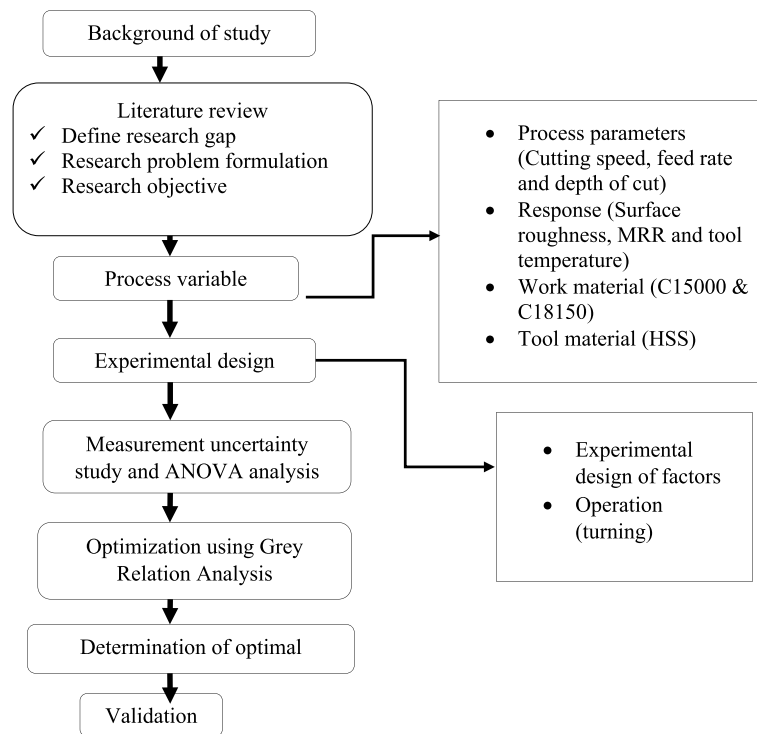 Background of study
Literature review
✓ Define research gap
✓ Research problem formulation
✓ Research objective
Process variable
Experimental design
Measurement uncertainty
study and ANOVA analysis
Optimization using Grey
Relation Analysis
Determination of optimal
Validation
• Process parameters
(Cutting speed, feed rate
and depth of cut)
• Response (Surface
roughness, MRR and tool
temperature)
• Work material (C15000 &
C18150)
• Tool material (HSS)
• Experimental
design of factors
• Operation
(turning)